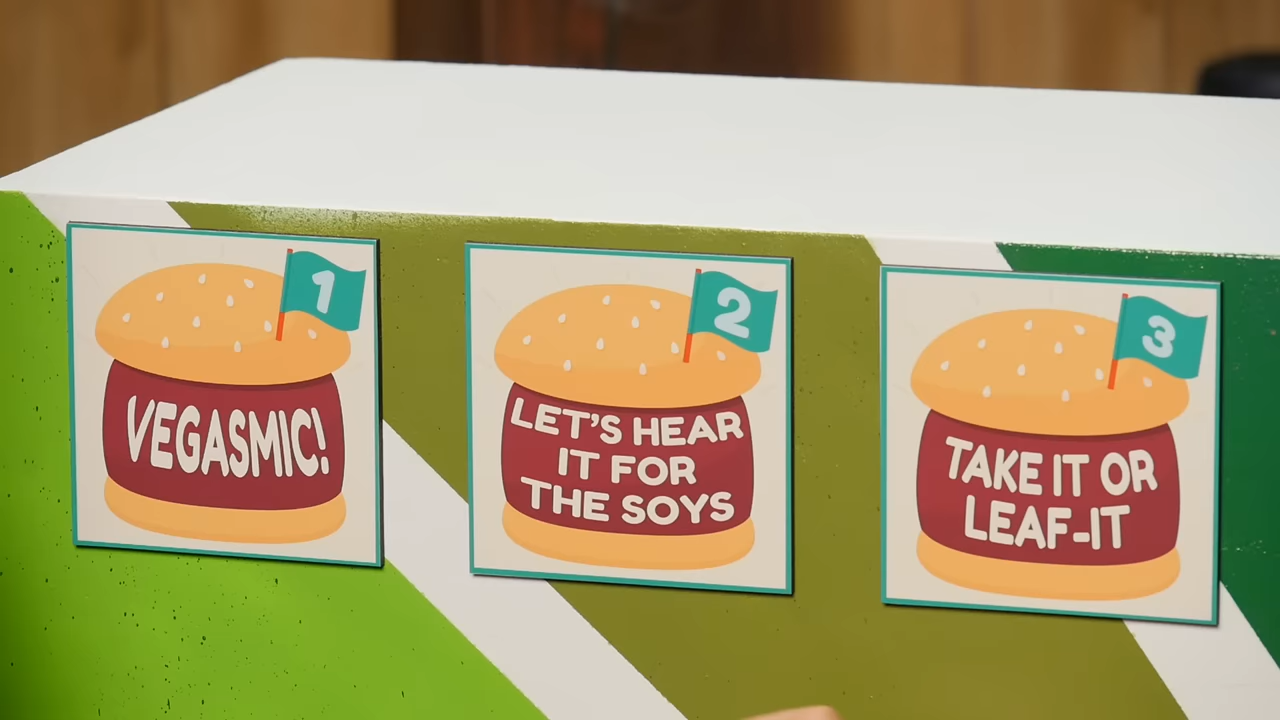 1
VEGASMIC!
2
LET'S HEAR
IT FOR
THE SOYS
3
TAKE IT OR
LEAF-IT